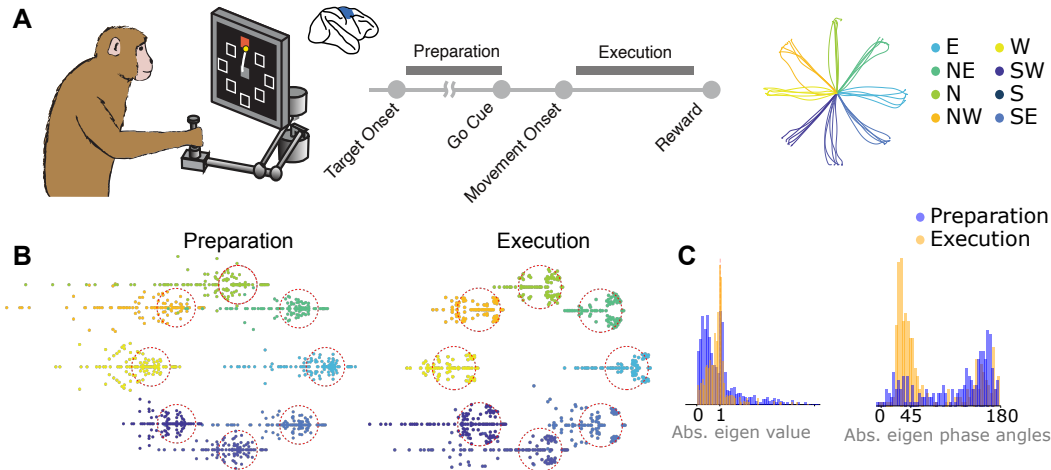 A
Preparation
Execution
Target Onset
Go Cue
Movement Onset
Reward
E
W
NE
SW
N
S
NW
SE
B
Preparation
Execution
C
Preparation
Execution
0 1
Abs. eigen value
0 45 180
Abs. eigen phase angles